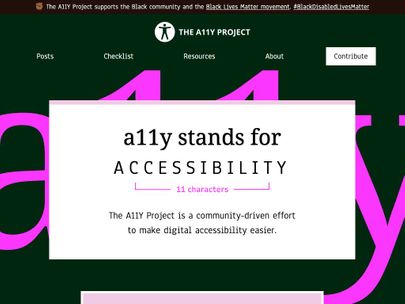 The A11Y Project supports the Black community and the Black Lives Matter movement. #BlackDisabledLivesMatter
THE A11Y PROJECT
Posts
Checklist
Resources
About
Contribute
a11y
a11y stands for
ACCESSIBILITY
11 characters
The A11Y Project is a community-driven effort
to make digital accessibility easier.